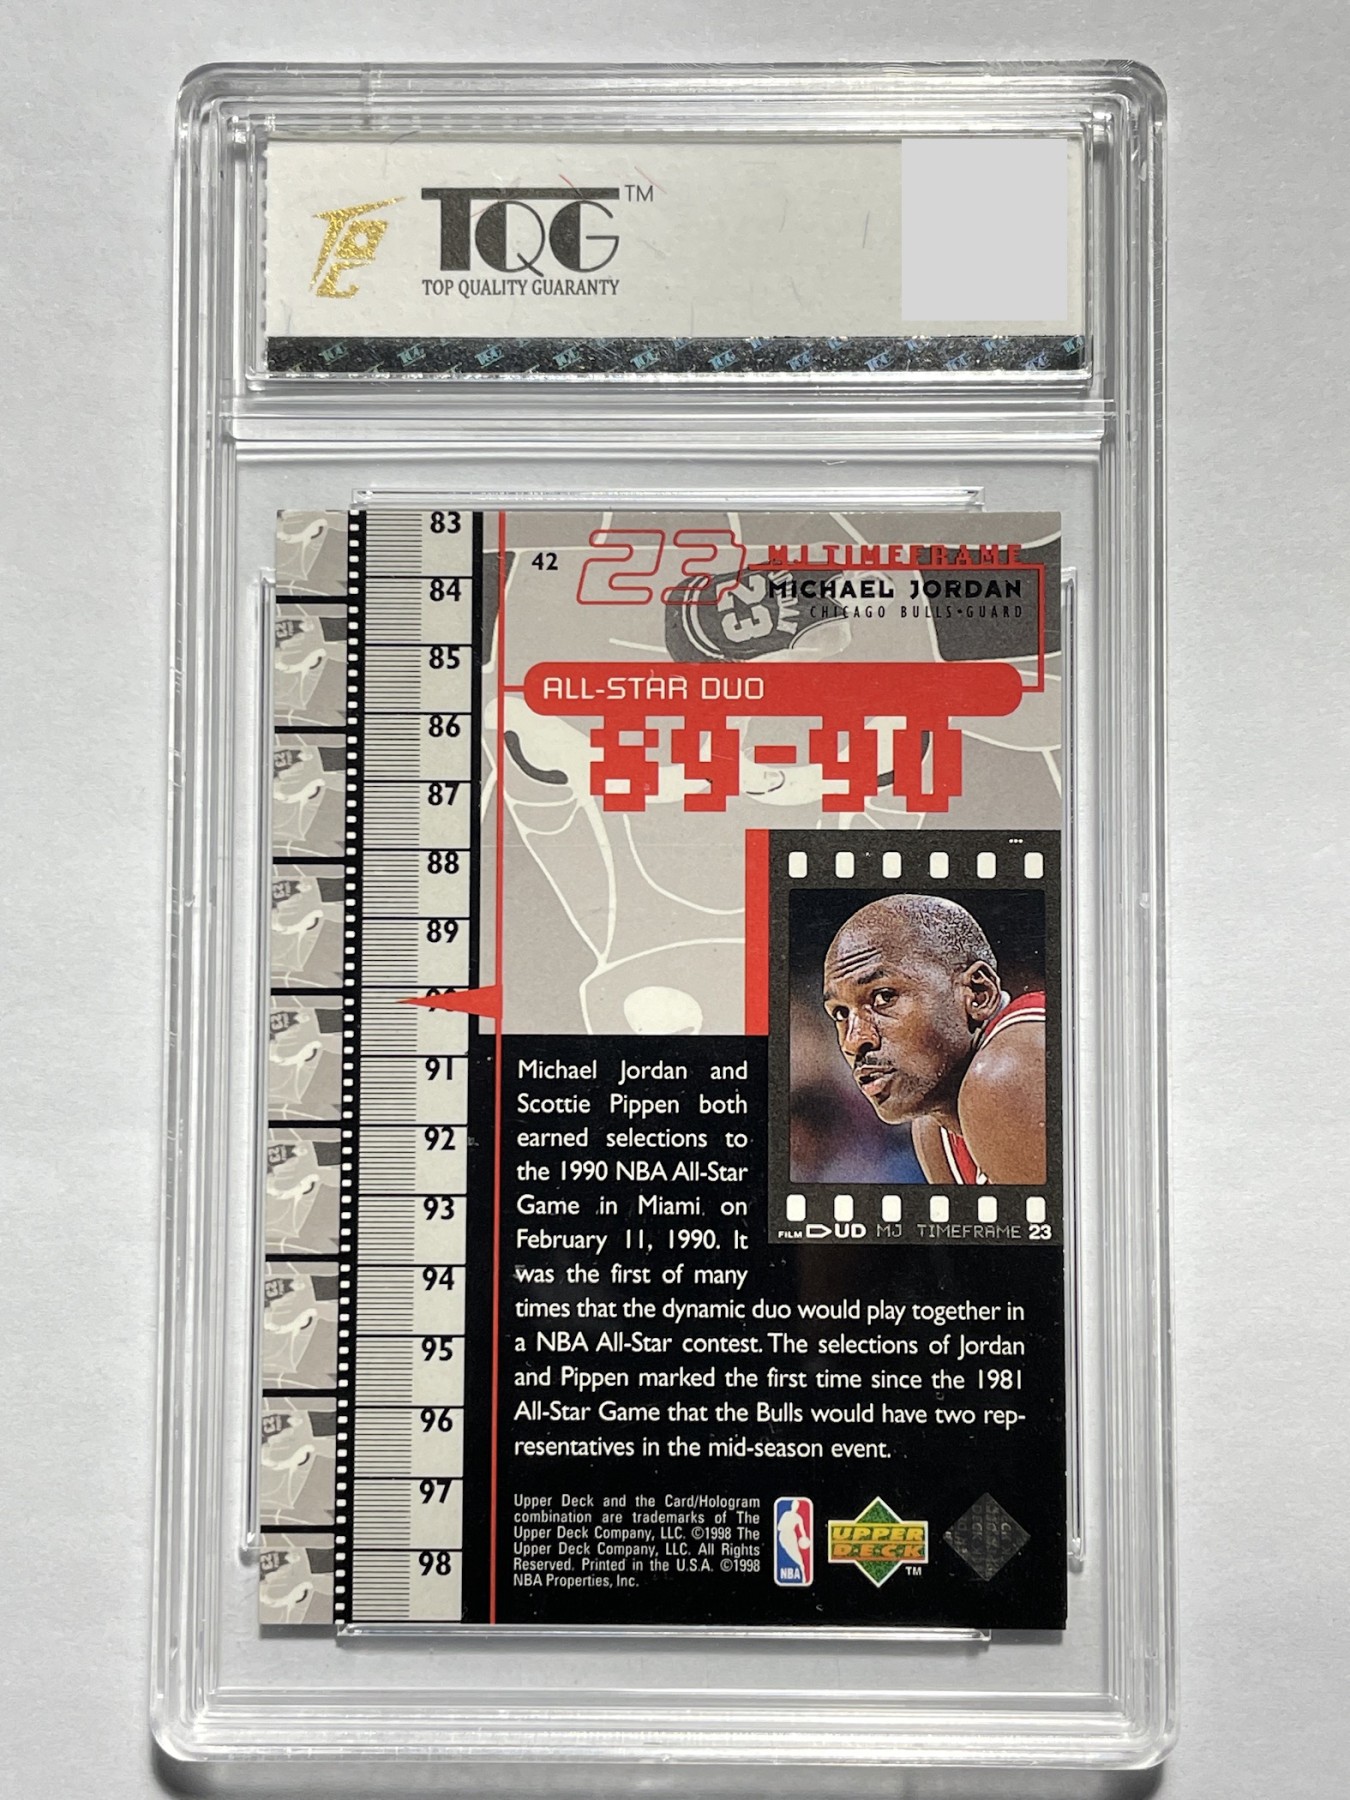 TQG™
TOP QUALITY GUARANTY
83
84
85
86
87
88
89
91
92
93
94
95
96
97
98
42
23
MJ TIMEFRAME
MICHAEL JORDAN
CHICAGO BULLS•GUARD
ALL-STAR DUO
89-90
Michael Jordan and
Scottie Pippen both
earned selections to
the 1990 NBA All-Star
Game in Miami on
February 11, 1990. It
was the first of many
times that the dynamic duo would play together in
a NBA All-Star contest. The selections of Jordan
and Pippen marked the first time since the 1981
All-Star Game that the Bulls would have two rep-
resentatives in the mid-season event.
FILM UD MJ TIMEFRAME 23
Upper Deck and the Card/Hologram
combination are trademarks of The
Upper Deck Company, LLC. ©1998 The
Upper Deck Company, LLC. All Rights
Reserved. Printed in the U.S.A. ©1998
NBA Properties, Inc.
NBA
UPPER
DECK
™